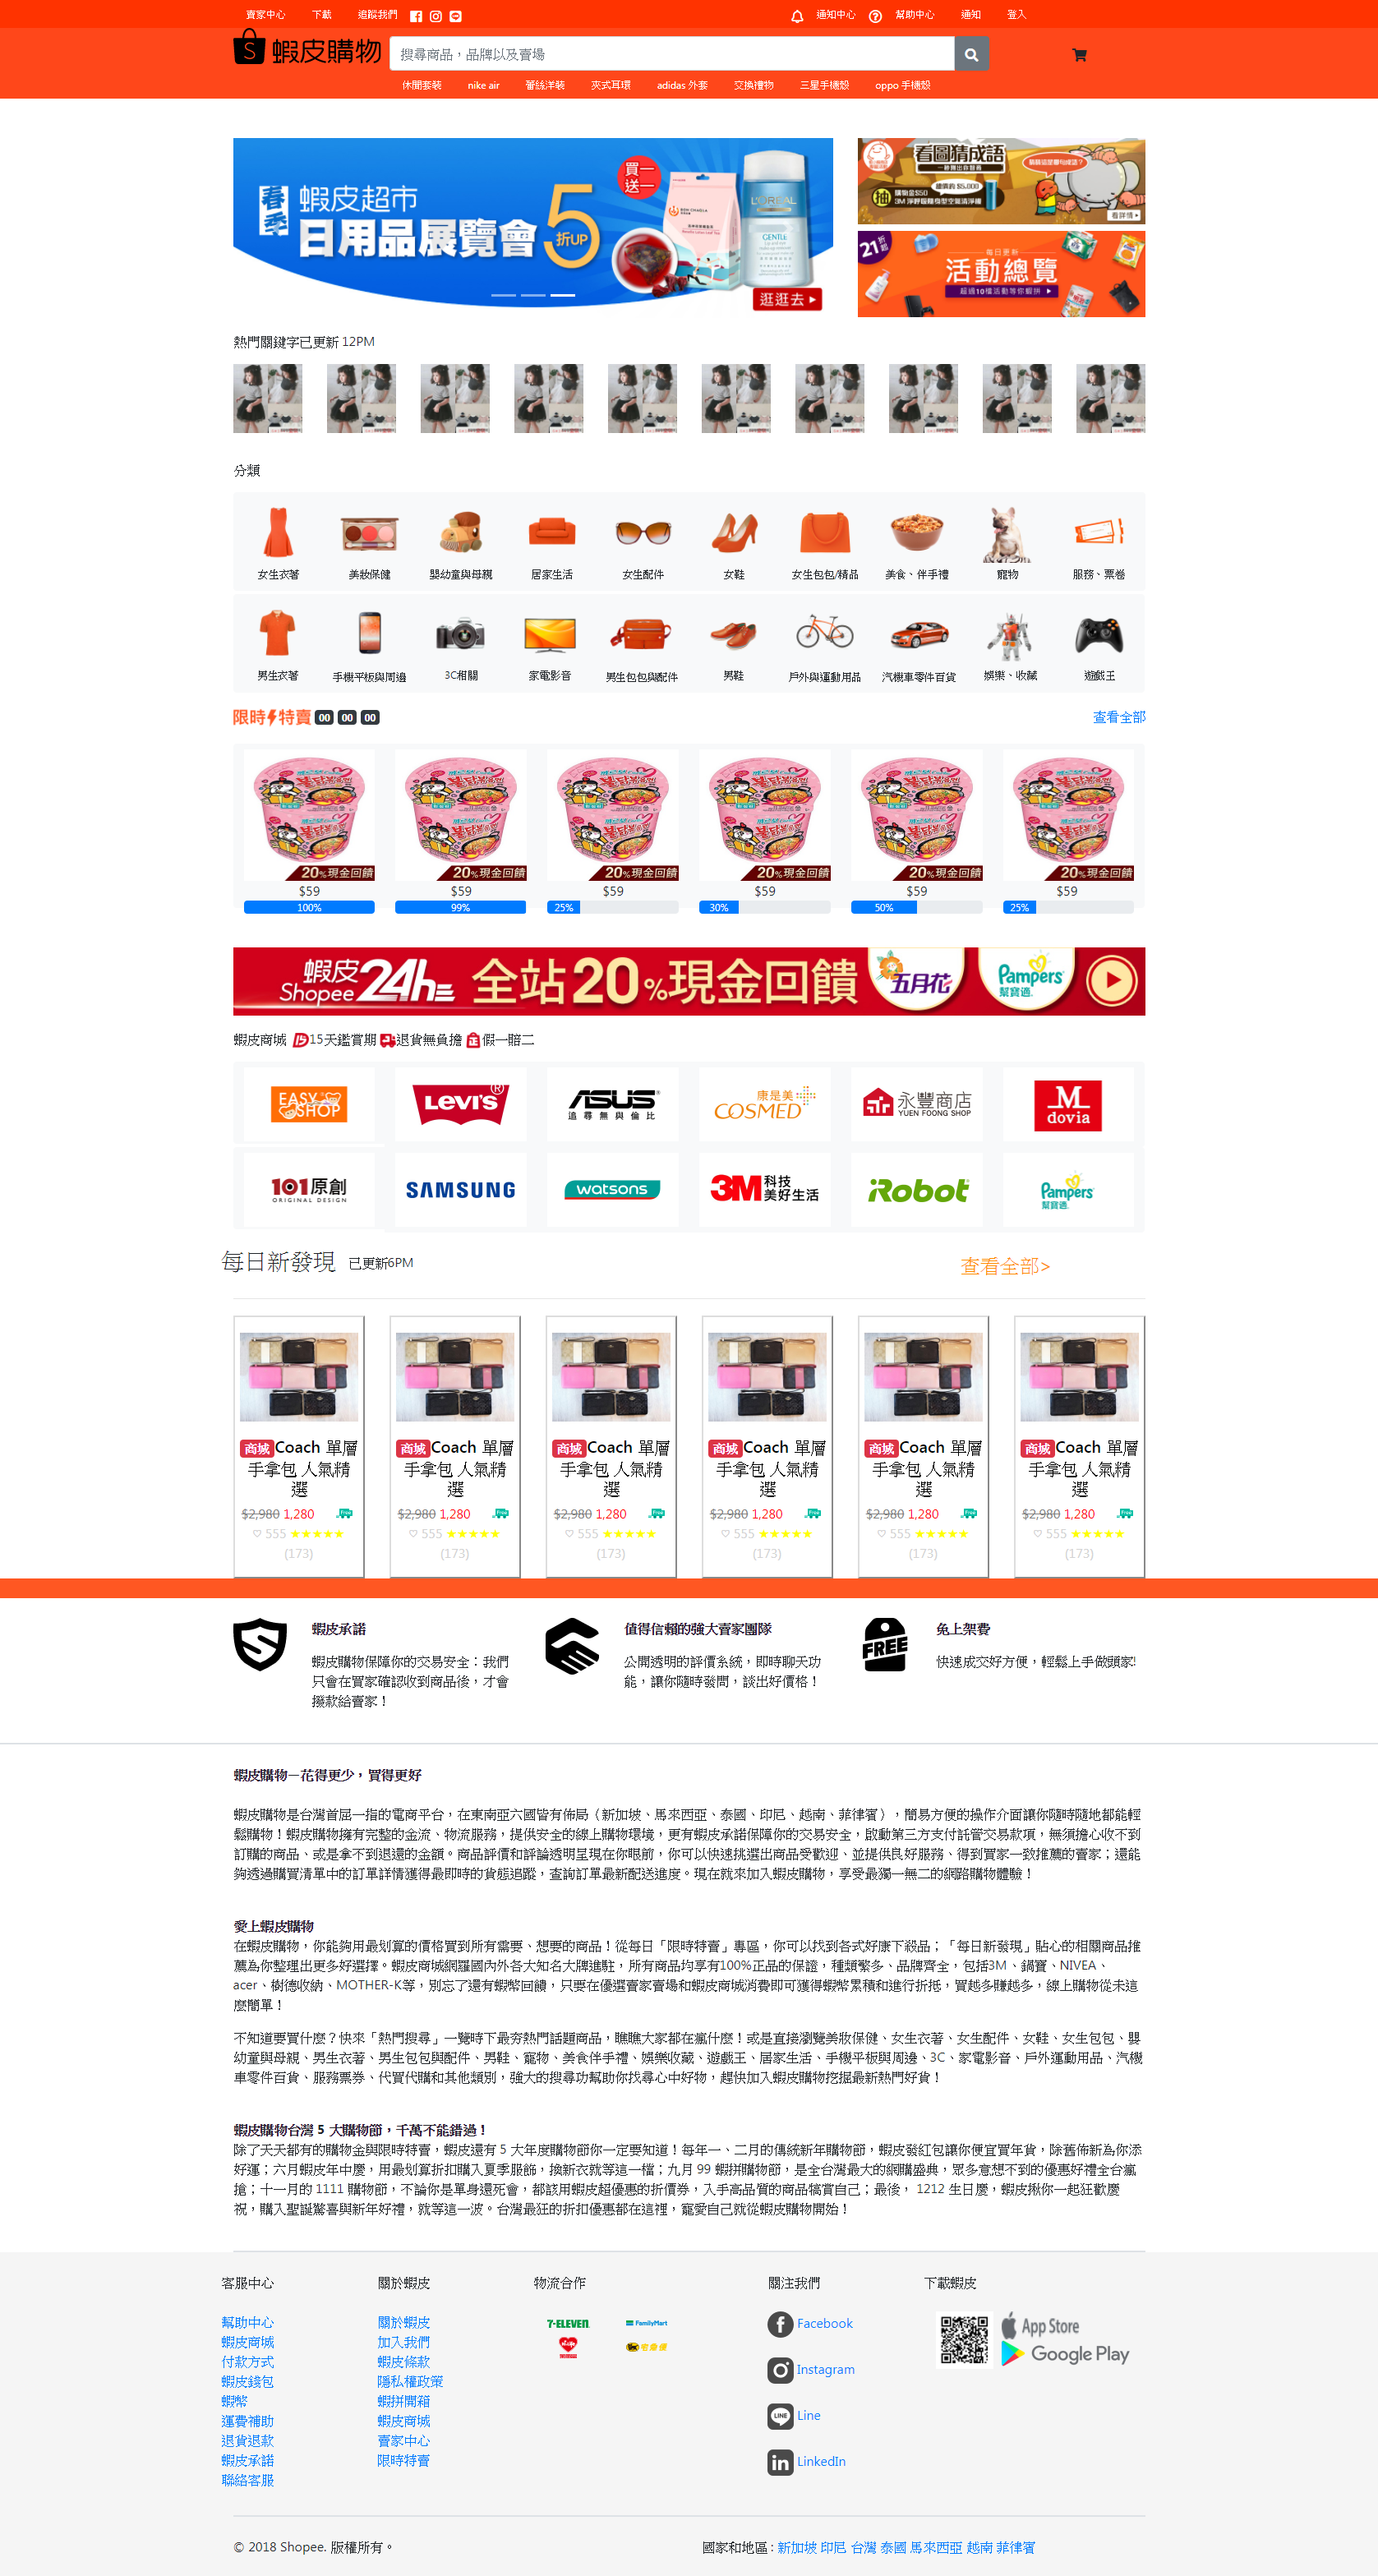 賣家中心 下載 追蹤我們 通知中心 幫助中心 通知 登入
蝦皮購物 搜尋商品，品牌以及賣場
休閒套裝 nike air 蕾絲洋裝 夾式耳環 adidas 外套 交換禮物 三星手機殼 oppo 手機殼
春季 蝦皮超市
日用品展覽會 5折UP
買一送一
L'ORÉAL
GENTLE
逛逛去
看圖猜成語
抽
看詳情
21折起
每日更新
活動總覽
超過10檔活動等你蝦拼
熱門關鍵字已更新 12PM
分類
女生衣著 美妝保健 嬰幼童與母親 居家生活 女生配件 女鞋 女生包包/精品 美食、伴手禮 寵物 服務、票卷
男生衣著 手機平板與周邊 3C相關 家電影音 男生包包與配件 男鞋 戶外與運動用品 汽機車零件百貨 娛樂、收藏 遊戲王
限時特賣 00 00 00 查看全部
20%現金回饋 20%現金回饋 20%現金回饋 20%現金回饋 20%現金回饋 20%現金回饋
$59 $59 $59 $59 $59 $59
100% 99% 25% 30% 50% 25%
蝦皮 Shopee 24h 全站20%現金回饋 五月花 Pampers 幫寶適
蝦皮商城 15天鑑賞期 退貨無負擔 假一賠二
EASY SHOP LEVI'S ASUS 追尋無與倫比 康是美 COSMED 永豐商店 YUEN FOONG SHOP M dovia
101原創 ORIGINAL DESIGN SAMSUNG watsons 3M 科技 美好生活 iRobot Pampers 幫寶適
每日新發現 已更新6PM 查看全部>
商城Coach 單層 商城Coach 單層 商城Coach 單層 商城Coach 單層 商城Coach 單層 商城Coach 單層
手拿包 人氣精 手拿包 人氣精 手拿包 人氣精 手拿包 人氣精 手拿包 人氣精 手拿包 人氣精
選 選 選 選 選 選
$2,980 1,280 $2,980 1,280 $2,980 1,280 $2,980 1,280 $2,980 1,280 $2,980 1,280
♡ 555 ★★★★★ ♡ 555 ★★★★★ ♡ 555 ★★★★★ ♡ 555 ★★★★★ ♡ 555 ★★★★★ ♡ 555 ★★★★★
(173) (173) (173) (173) (173) (173)
蝦皮承諾
蝦皮購物保障你的交易安全：我們
只會在買家確認收到商品後，才會
撥款給賣家！
值得信賴的強大賣家團隊
公開透明的評價系統，即時聊天功
能，讓你隨時發問，談出好價格！
FREE
免上架費
快速成交好方便，輕鬆上手做頭家!
蝦皮購物－花得更少，買得更好
蝦皮購物是台灣首屈一指的電商平台，在東南亞六國皆有佈局（新加坡、馬來西亞、泰國、印尼、越南、菲律賓），簡易方便的操作介面讓你隨時隨地都能輕
鬆購物！蝦皮購物擁有完整的金流、物流服務，提供安全的線上購物環境，更有蝦皮承諾保障你的交易安全，啟動第三方支付託管交易款項，無須擔心收不到
訂購的商品、或是拿不到退還的金額。商品評價和評論透明呈現在你眼前，你可以快速挑選出商品受歡迎、並提供良好服務、得到買家一致推薦的賣家；還能
夠透過購買清單中的訂單詳情獲得最即時的貨態追蹤，查詢訂單最新配送進度。現在就來加入蝦皮購物，享受最獨一無二的網路購物體驗！
愛上蝦皮購物
在蝦皮購物，你能夠用最划算的價格買到所有需要、想要的商品！從每日「限時特賣」專區，你可以找到各式好康下殺品；「每日新發現」貼心的相關商品推
薦為你整理出更多好選擇。蝦皮商城網羅國內外各大知名大牌進駐，所有商品均享有100%正品的保證，種類繁多、品牌齊全，包括3M、鍋寶、NIVEA、
acer、樹德收納、MOTHER-K等，別忘了還有蝦幣回饋，只要在優選賣家賣場和蝦皮商城消費即可獲得蝦幣累積和進行折抵，買越多賺越多，線上購物從未這
麼簡單！
不知道要買什麼？快來「熱門搜尋」一覽時下最夯熱門話題商品，瞧瞧大家都在瘋什麼！或是直接瀏覽美妝保健、女生衣著、女生配件、女鞋、女生包包、嬰
幼童與母親、男生衣著、男生包包與配件、男鞋、寵物、美食伴手禮、娛樂收藏、遊戲王、居家生活、手機平板與周邊、3C、家電影音、戶外運動用品、汽機
車零件百貨、服務票券、代買代購和其他類別，強大的搜尋功幫助你找尋心中好物，趕快加入蝦皮購物挖掘最新熱門好貨！
蝦皮購物台灣 5 大購物節，千萬不能錯過！
除了天天都有的購物金與限時特賣，蝦皮還有 5 大年度購物節你一定要知道！每年一、二月的傳統新年購物節，蝦皮發紅包讓你便宜買年貨，除舊佈新為你添
好運；六月蝦皮年中慶，用最划算折扣購入夏季服飾，換新衣就等這一檔；九月 99 蝦拼購物節，是全台灣最大的網購盛典，眾多意想不到的優惠好禮全台瘋
搶；十一月的 1111 購物節，不論你是單身還死會，都該用蝦皮超優惠的折價券，入手高品質的商品犒賞自己；最後， 1212 生日慶，蝦皮揪你一起狂歡慶
祝，購入聖誕驚喜與新年好禮，就等這一波。台灣最狂的折扣優惠都在這裡，寵愛自己就從蝦皮購物開始！
客服中心
幫助中心
蝦皮商城
付款方式
蝦皮錢包
蝦幣
運費補助
退貨退款
蝦皮承諾
聯絡客服
關於蝦皮
關於蝦皮
加入我們
蝦皮條款
隱私權政策
蝦拼開箱
蝦皮商城
賣家中心
限時特賣
物流合作
7-ELEVEN FamilyMart
宅急便
關注我們
Facebook
Instagram
Line
LinkedIn
下載蝦皮
App Store
Google Play
© 2018 Shopee. 版權所有。 國家和地區 : 新加坡 印尼 台灣 泰國 馬來西亞 越南 菲律賓